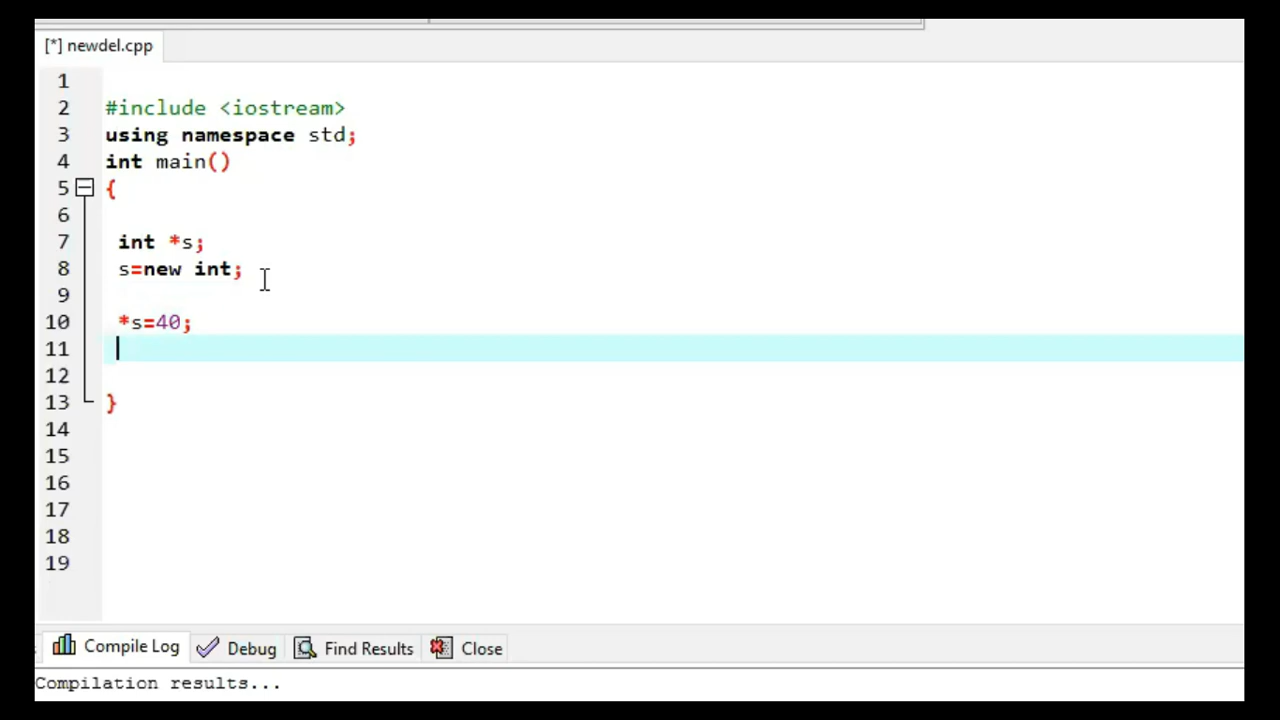 [*] newdel.cpp
1
2 #include <iostream>
3 using namespace std;
4 int main()
5 {
6
7 int *s;
8 s=new int;
9
10 *s=40;
11
12
13 }
14
15
16
17
18
19
Compile Log Debug Find Results Close
Compilation results...